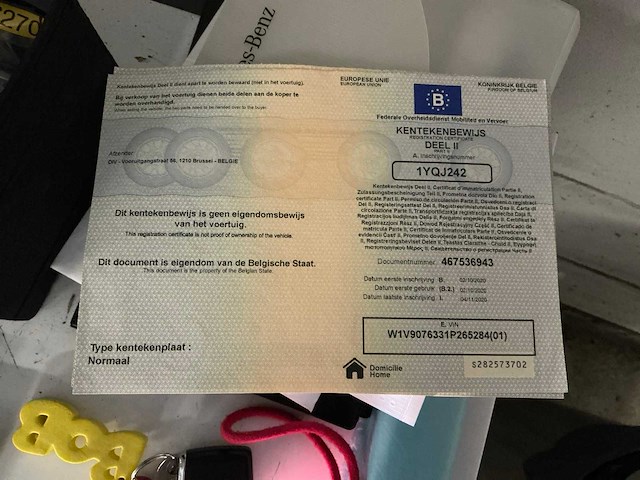 270
es-Benz
Kentekenbewijs Deel II dient apart te worden bewaard (niet in het voertuig).
Bij verkoop van het voertuig dienen beide delen aan de koper te
worden overhandigd.
EUROPESE UNIE
EUROPEAN UNION
KONINKRIJK BELGIË
KINGDOM OF BELGIUM
B
Federale Overheidsdienst Mobiliteit en Vervoer
KENTEKENBEWIJS
REGISTRATION CERTIFICATE
DEEL II
PART II
A. Inschrijvingsnummer
1YQJ242
Afzender:
DIV - Vooruitgangstraat 56, 1210 Brussel - BELGIE
Dit kentekenbewijs is geen eigendomsbewijs
van het voertuig.
This registration certificate is not proof of ownership of the vehicle.
Dit document is eigendom van de Belgische Staat.
This document is the property of the Belgian State.
Documentnummer: 467536943
Datum eerste inschrijving B. 02/10/2020
Datum eerste gebruik (B.2.) 02/10/2020
Datum laatste inschrijving I. 04/11/2020
E. VIN
W1V9076331P265284(01)
Type kentekenplaat :
Normaal
Domicilie
Home
S282573702
BOB